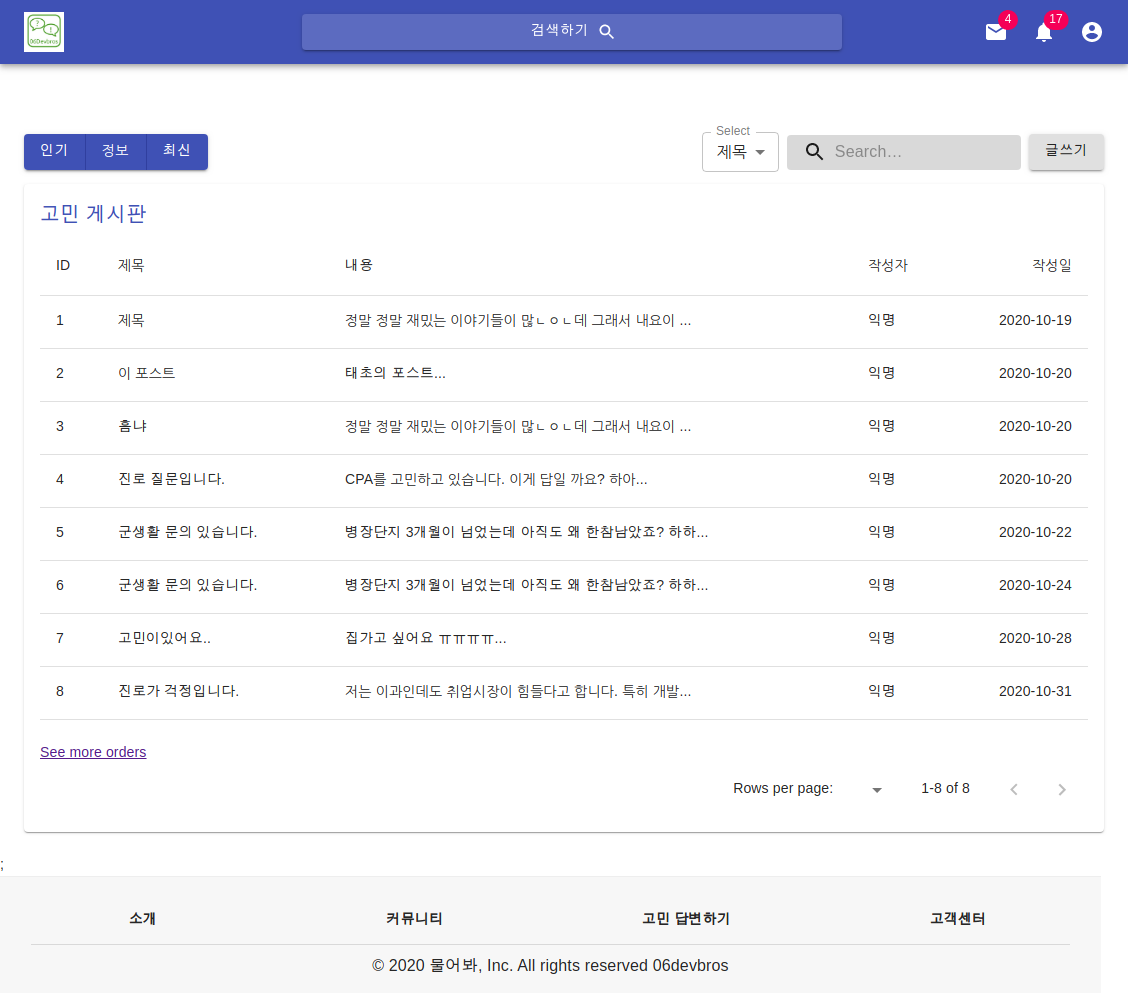 ? ! 06Devbros
검색하기
4
17
인기 정보 최신
Select
제목
Search…
글쓰기
고민 게시판
ID 제목 내용 작성자 작성일
1 제목 정말 정말 재밌는 이야기들이 많ㄴㅇㄴ데 그래서 내요이 ... 익명 2020-10-19
2 이 포스트 태초의 포스트... 익명 2020-10-20
3 흠냐 정말 정말 재밌는 이야기들이 많ㄴㅇㄴ데 그래서 내요이 ... 익명 2020-10-20
4 진로 질문입니다. CPA를 고민하고 있습니다. 이게 답일 까요? 하아... 익명 2020-10-20
5 군생활 문의 있습니다. 병장단지 3개월이 넘었는데 아직도 왜 한참남았죠? 하하... 익명 2020-10-22
6 군생활 문의 있습니다. 병장단지 3개월이 넘었는데 아직도 왜 한참남았죠? 하하... 익명 2020-10-24
7 고민이있어요.. 집가고 싶어요 ㅠㅠㅠㅠ... 익명 2020-10-28
8 진로가 걱정입니다. 저는 이과인데도 취업시장이 힘들다고 합니다. 특히 개발... 익명 2020-10-31
See more orders
Rows per page: 1-8 of 8
;
소개 커뮤니티 고민 답변하기 고객센터
© 2020 물어봐, Inc. All rights reserved 06devbros